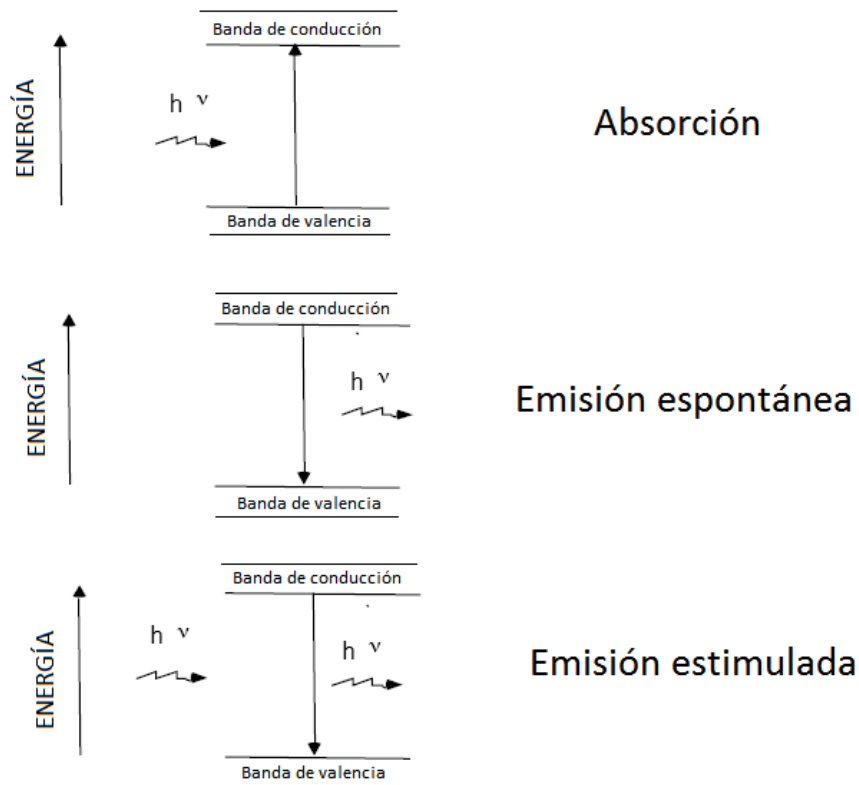 Banda de conducción
ENERGÍA
h ν
Absorción
Banda de valencia
Banda de conducción
ENERGÍA
h ν
Emisión espontánea
Banda de valencia
Banda de conducción
ENERGÍA
h ν
h ν
Emisión estimulada
Banda de valencia